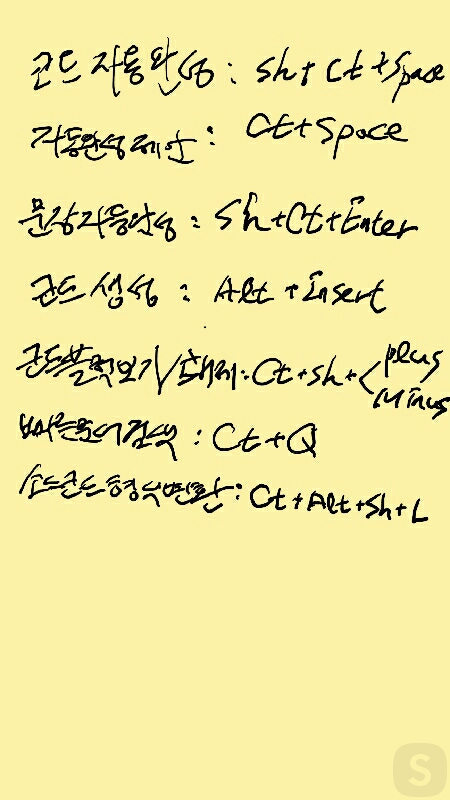 코드 자동완성 : Sh + Ct + Space
자동완성제안 : Ct + Space
문장자동완성 : Sh + Ct + Enter
코드 생성 : Alt + Insert
코드블럭보기/해제 : Ct + Sh + < plus
minus
빠른문서검색 : Ct + Q
소스코드형식변환 : Ct + Alt + Sh + L
S